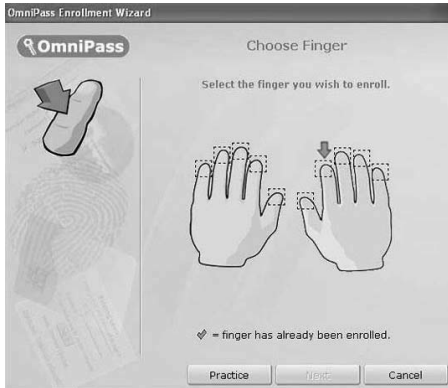 OmniPass Enrollment Wizard
OmniPass
Choose Finger
Select the finger you wish to enroll.
= finger has already been enrolled.
Practice
Next
Cancel